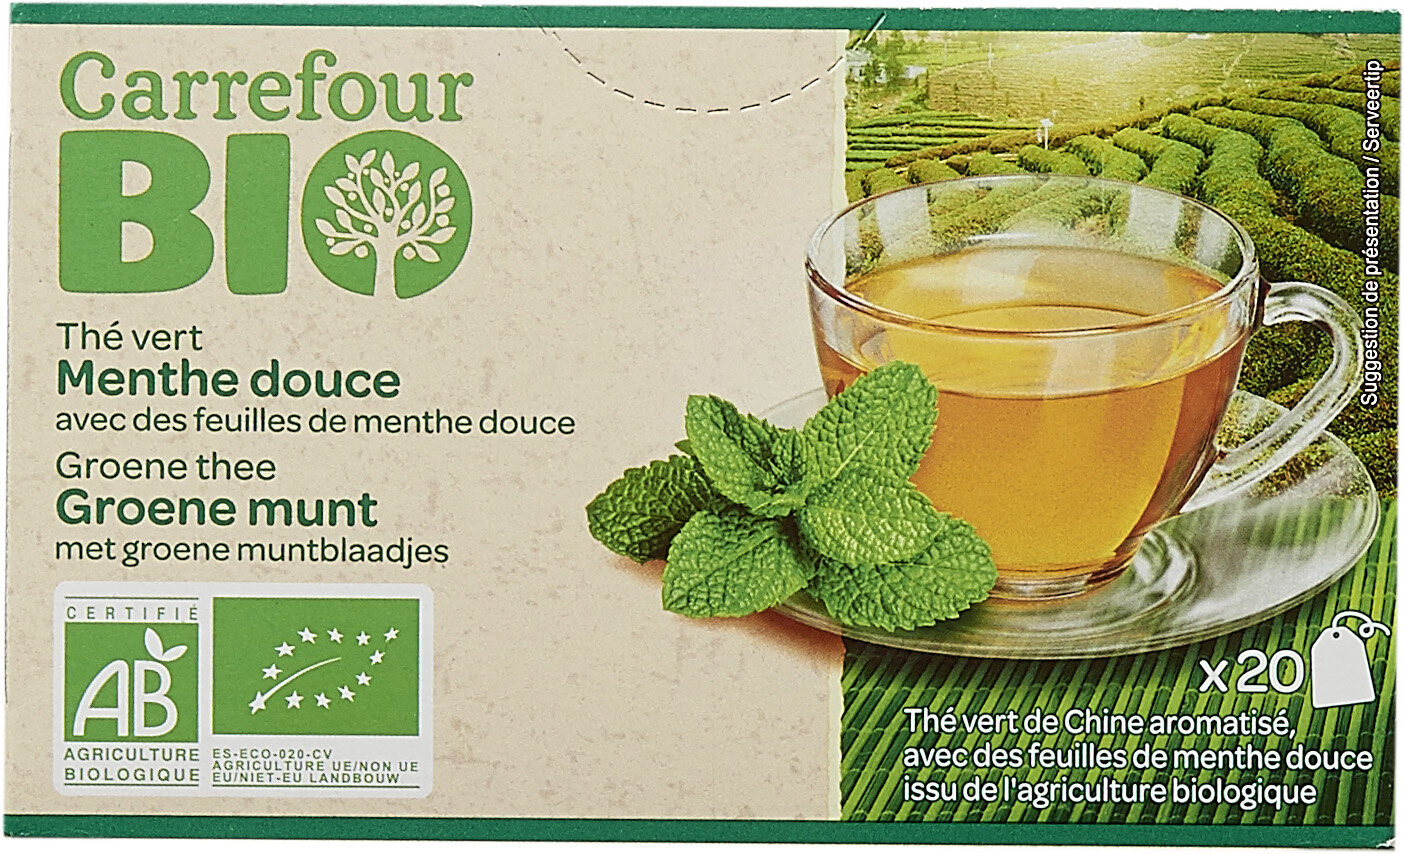 Carrefour
BIO
Thé vert
Menthe douce
avec des feuilles de menthe douce
Groene thee
Groene munt
met groene muntblaadjes
CERTIFIÉ
AB
AGRICULTURE
BIOLOGIQUE
ES-ECO-020-CV
AGRICULTURE UE/NON UE
EU/NIET-EU LANDBOUW
Suggestion de présentation / Serveertip
x20
Thé vert de Chine aromatisé,
avec des feuilles de menthe douce
issu de l'agriculture biologique